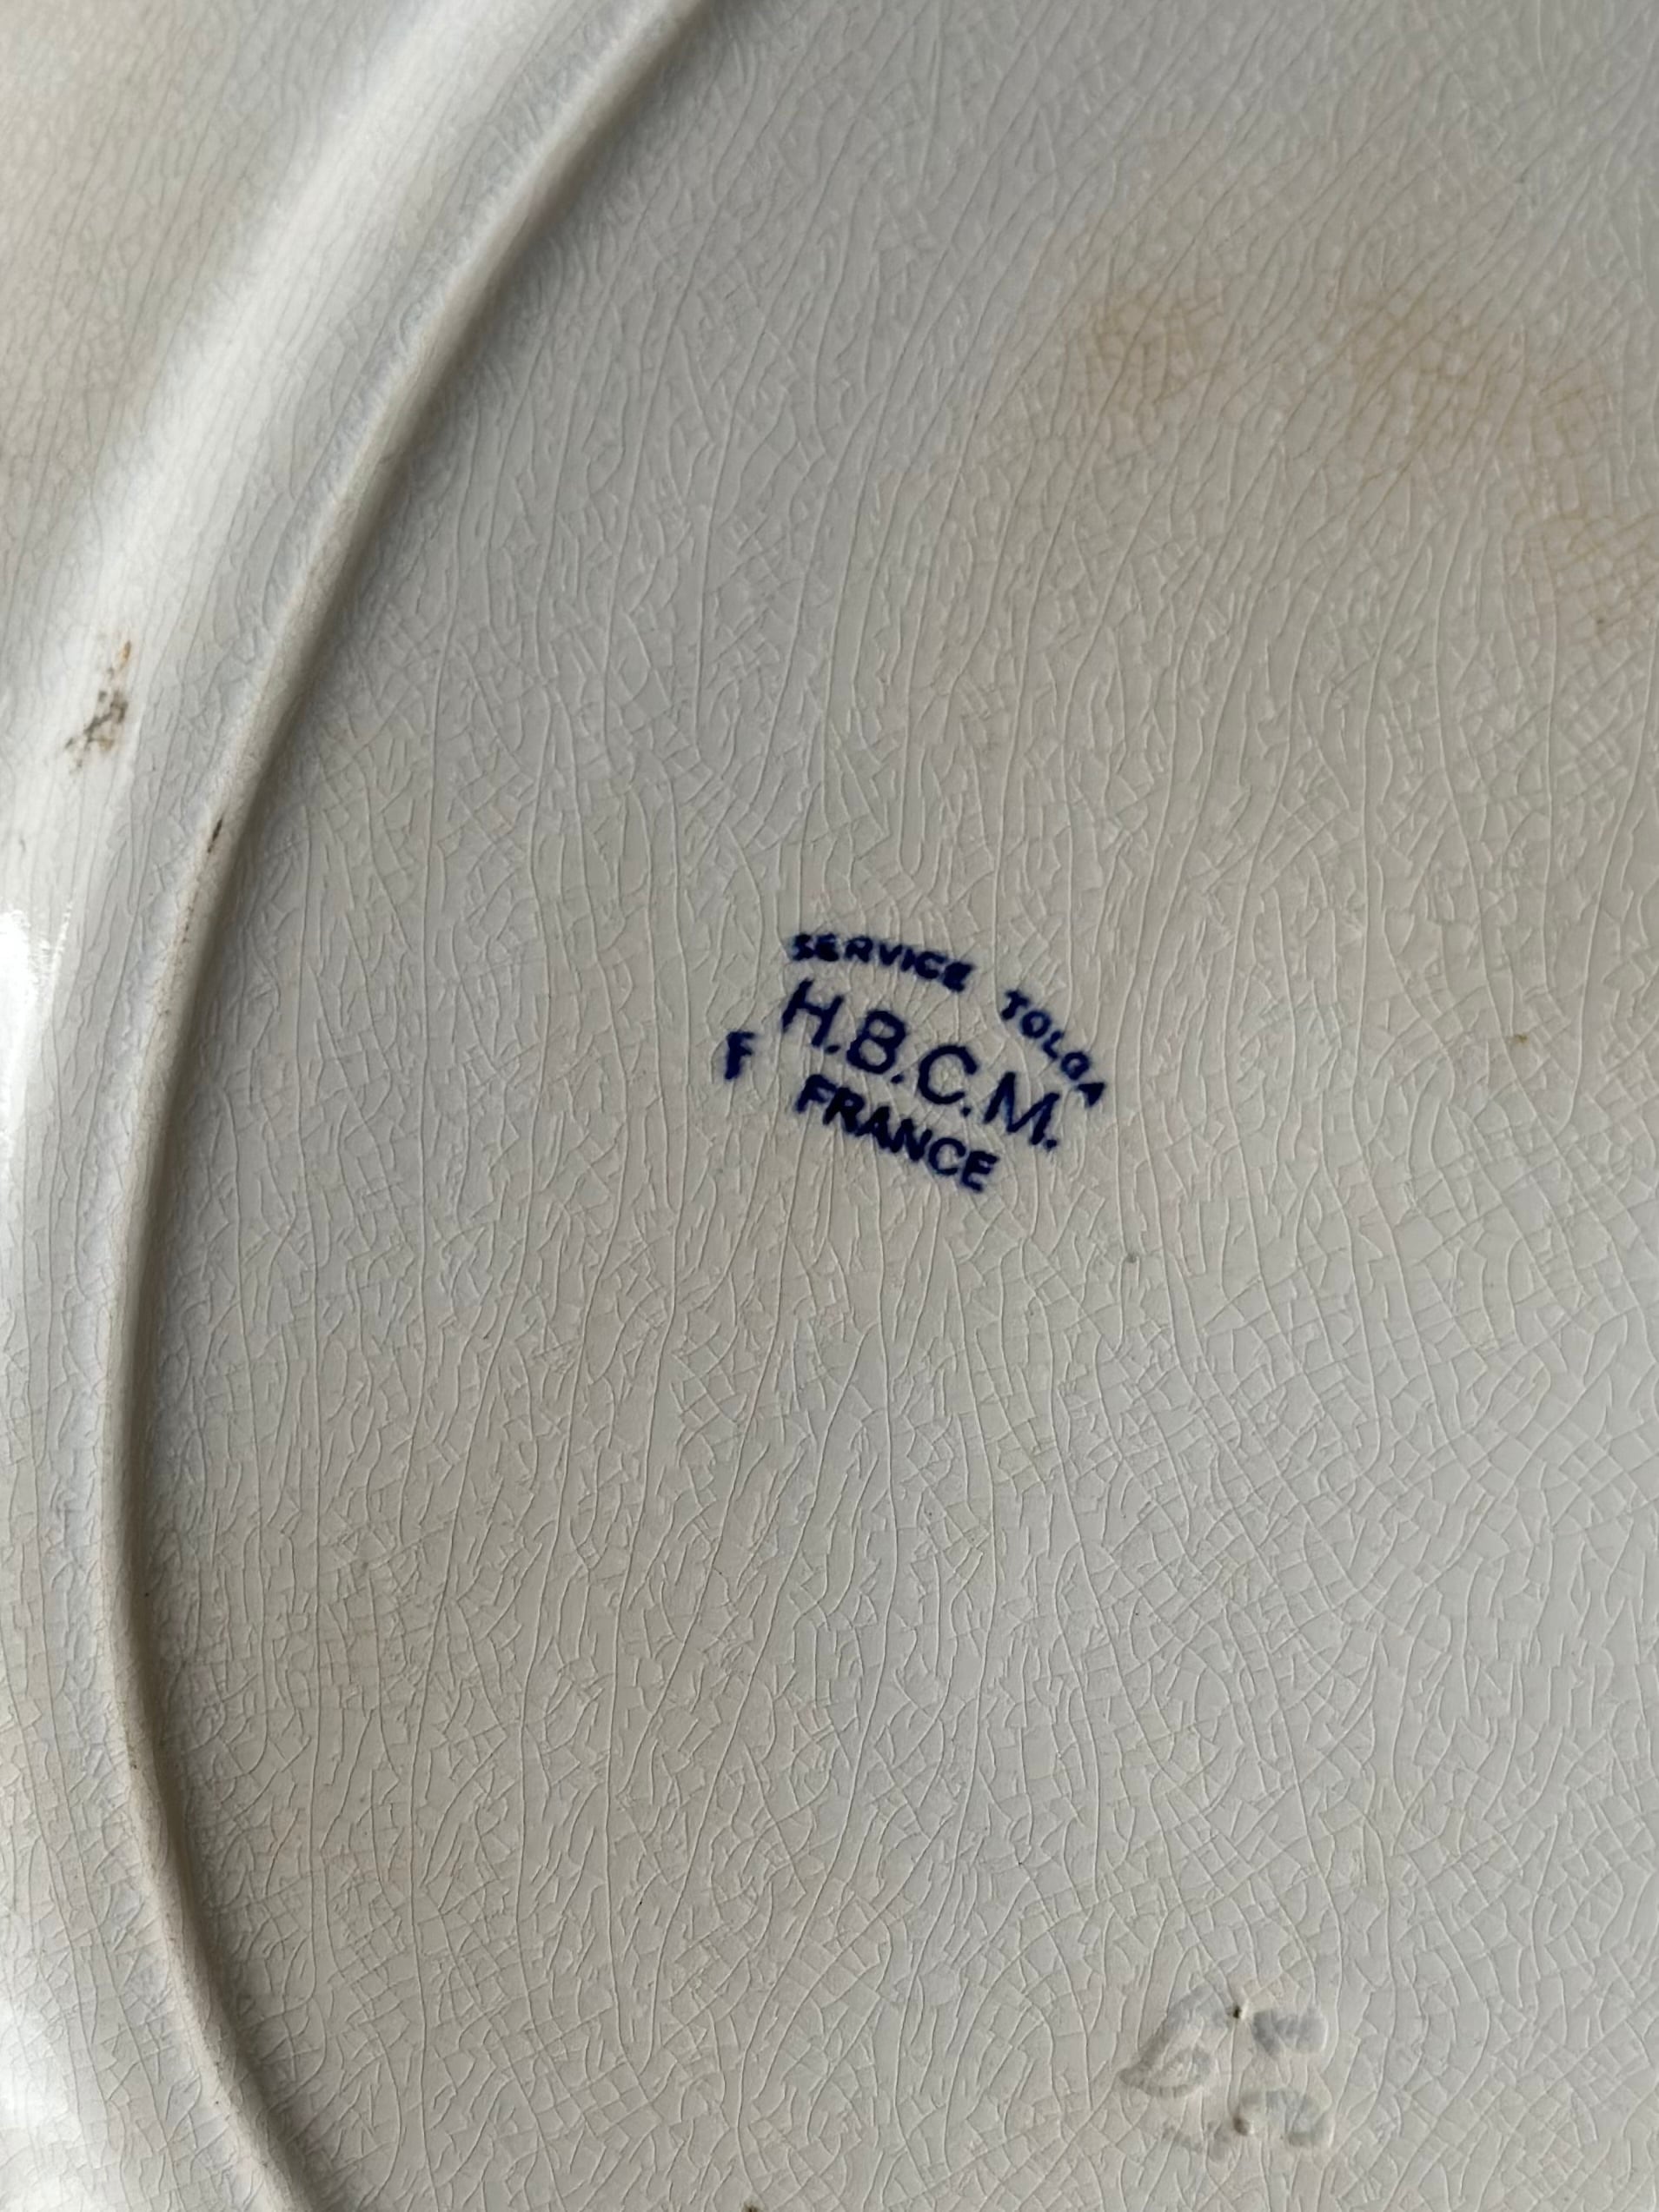 SERVICE TOLGA
H.B.C.M.
F
FRANCE